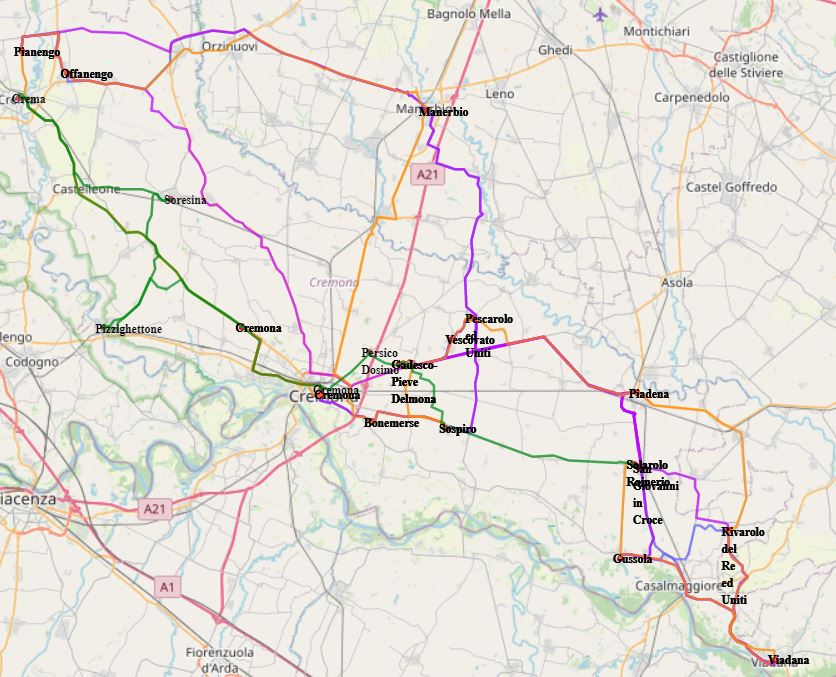 Bagnolo Mella
Montichiari
Orzinuovi
Ghedi
Pianengo
Castiglione
delle Stiviere
Offanengo
Leno
Carpenedolo
Crema
Manerbio
A21
Castelleone
Castel Goffredo
Soresina
Cremona
Asola
Pescarolo
ed
Uniti
Pizzighettone
Cremona
Vescovato
Codogno
Persico
Dosimo
Gadesco-
Pieve
Delmona
Cremona
Cremona
Piadena
Bonemerse
Sospiro
Solarolo
Rainerio
San
Giovanni
in
Croce
iacenza
A21
Rivarolo
del
Re
ed
Uniti
Gussola
A1
Casalmaggiore
Fiorenzuola
d'Arda
Viadana